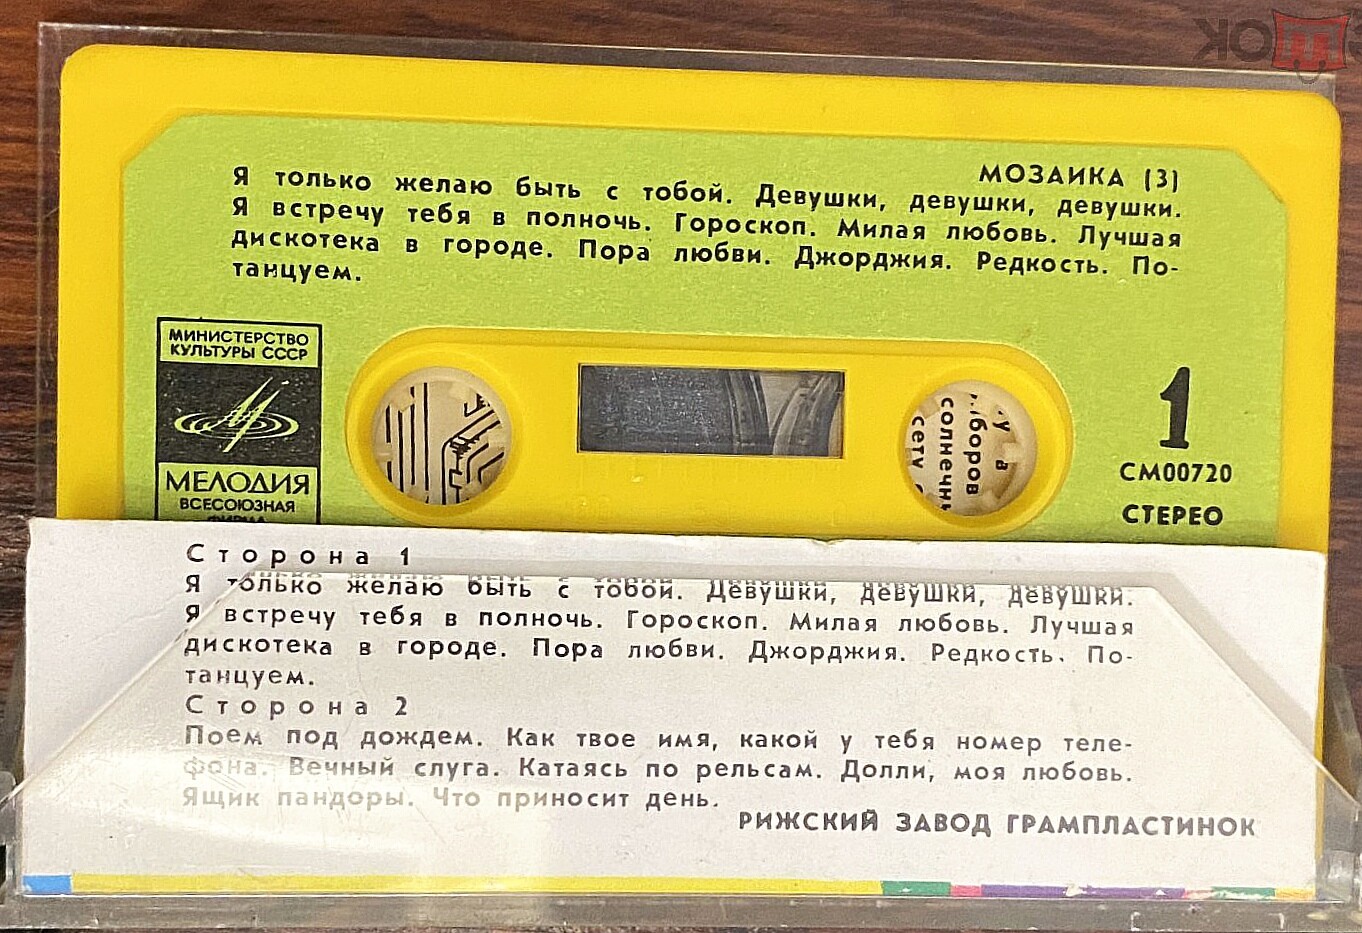 МОЗАИКА (3)
Я только желаю быть с тобой. Девушки, девушки, девушки.
Я встречу тебя в полночь. Гороскоп. Милая любовь. Лучшая
дискотека в городе. Пора любви. Джорджия. Редкость. По-
танцуем.
МИНИСТЕРСТВО
КУЛЬТУРЫ СССР
МЕЛОДИЯ
ВСЕСОЮЗНАЯ
ФИРМА
1
СМ00720
СТЕРЕО
боров
солнечн
сету
Сторона 1
Я только желаю быть с тобой. Девушки, девушки, девушки.
Я встречу тебя в полночь. Гороскоп. Милая любовь. Лучшая
дискотека в городе. Пора любви. Джорджия. Редкость. По-
танцуем.
Сторона 2
Поем под дождем. Как твое имя, какой у тебя номер теле-
фона. Вечный слуга. Катаясь по рельсам. Долли, моя любовь.
Ящик пандоры. Что приносит день.
РИЖСКИЙ ЗАВОД ГРАМПЛАСТИНОК